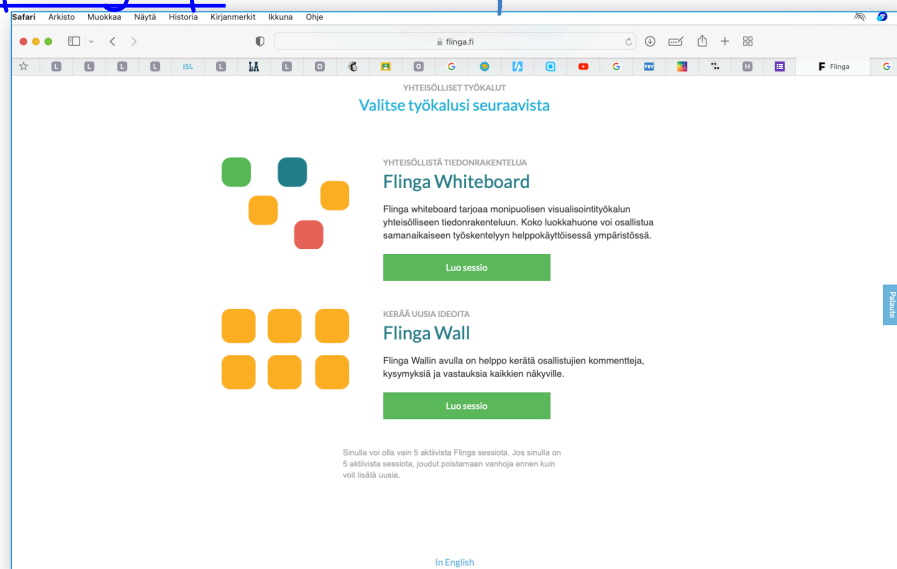 Safari Arkisto Muokkaa Näytä Historia Kirjanmerkit Ikkuna Ohje
flinga.fi
ISL
Flinga
YHTEISÖLLISET TYÖKALUT
Valitse työkalusi seuraavista
YHTEISÖLLISTÄ TIEDONRAKENTELUA
Flinga Whiteboard
Flinga whiteboard tarjoaa monipuolisen visualisointityökalun
yhteisölliseen tiedonrakenteluun. Koko luokkahuone voi osallistua
samanaikaiseen työskentelyyn helppokäyttöisessä ympäristössä.
Luo sessio
Palaute
KERÄÄ UUSIA IDEOITA
Flinga Wall
Flinga Wallin avulla on helppo kerätä osallistujien kommentteja,
kysymyksiä ja vastauksia kaikkien näkyville.
Luo sessio
Sinulla voi olla vain 5 aktiivista Flinga sessiota. Jos sinulla on
5 aktiivista sessiota, joudut poistamaan vanhoja ennen kuin
voit lisätä uusia.
In English